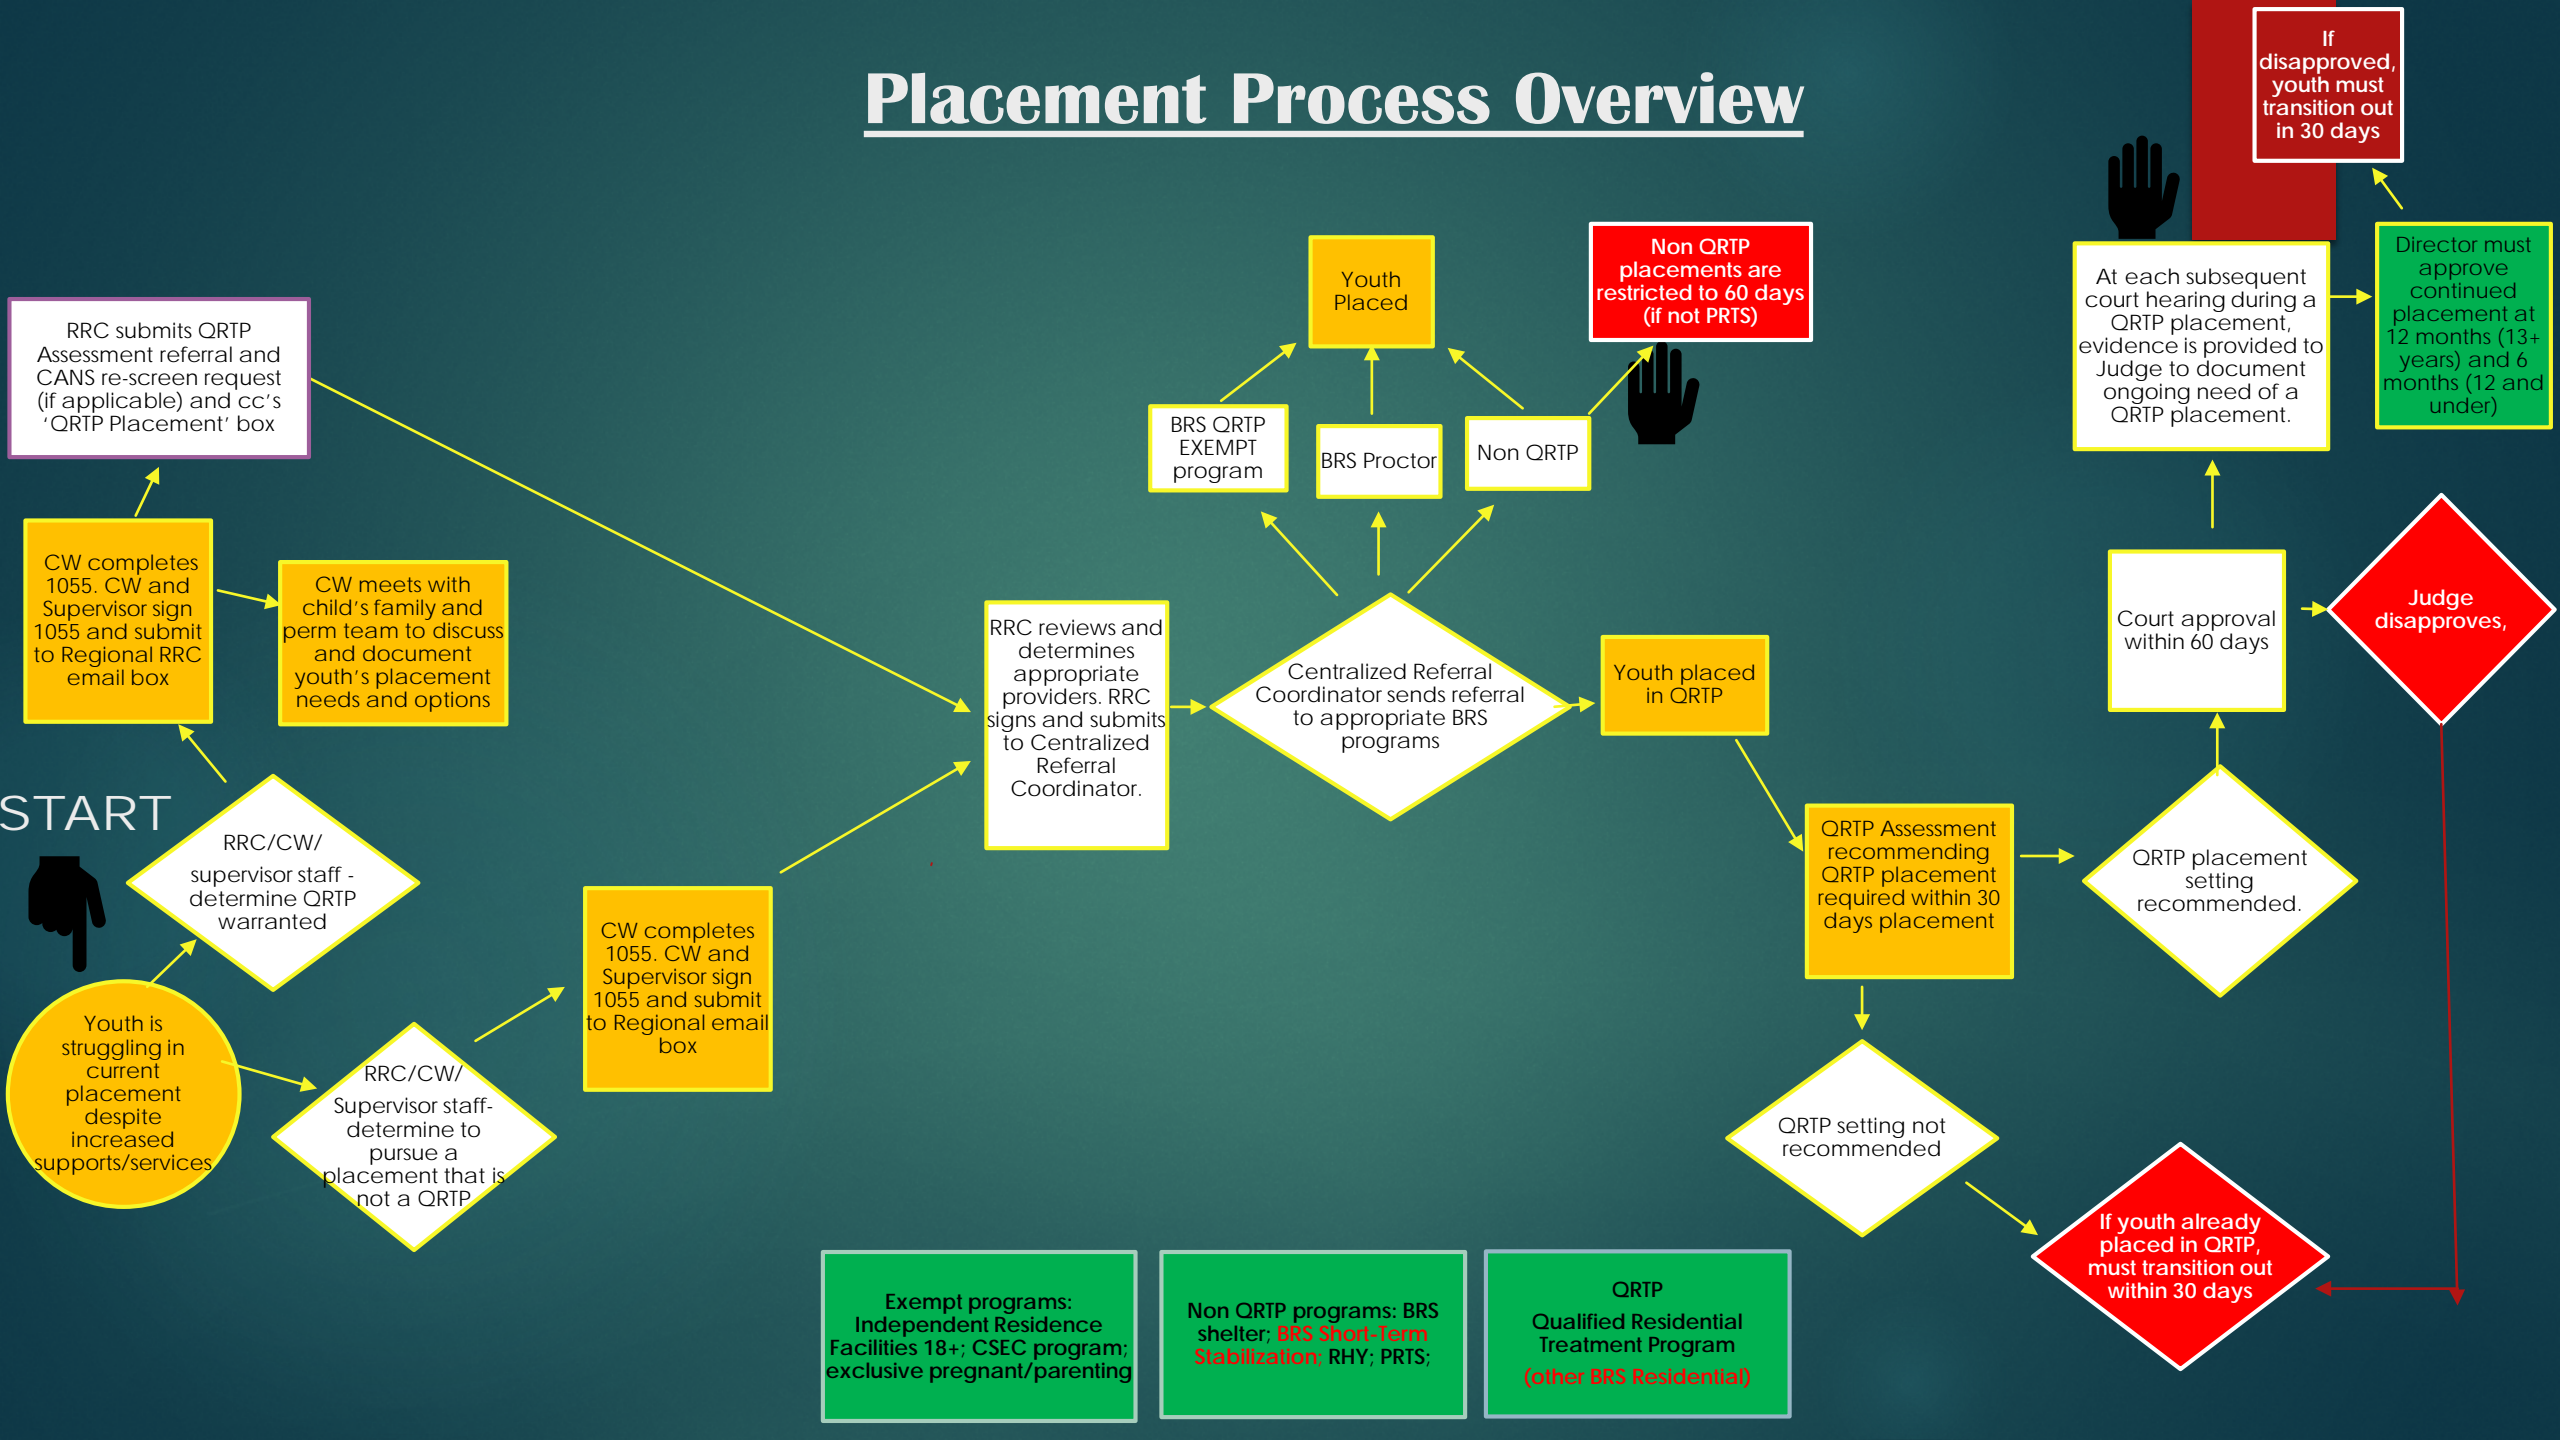 Placement Process Overview
START
Youth is
struggling in
current
placement
despite
increased
supports/services
RRC/CW/
supervisor staff -
determine QRTP
warranted
CW completes
1055. CW and
Supervisor sign
1055 and submit
to Regional RRC
email box
CW meets with
child’s family and
perm team to discuss
and document
youth’s placement
needs and options
RRC submits QRTP
Assessment referral and
CANS re-screen request
(if applicable) and cc’s
‘QRTP Placement’ box
RRC/CW/
Supervisor staff-
determine to
pursue a
placement that is
not a QRTP
CW completes
1055. CW and
Supervisor sign
1055 and submit
to Regional email
box
RRC reviews and
determines
appropriate
providers. RRC
signs and submits
to Centralized
Referral
Coordinator.
Centralized Referral
Coordinator sends referral
to appropriate BRS
programs
BRS QRTP
EXEMPT
program
BRS Proctor
Non QRTP
Youth
Placed
Non QRTP
placements are
restricted to 60 days
(if not PRTS)
Youth placed
in QRTP
QRTP Assessment
recommending
QRTP placement
required within 30
days placement
QRTP placement
setting
recommended.
QRTP setting not
recommended
If youth already
placed in QRTP,
must transition out
within 30 days
Court approval
within 60 days
Judge
disapproves,
At each subsequent
court hearing during a
QRTP placement,
evidence is provided to
Judge to document
ongoing need of a
QRTP placement.
Director must
approve
continued
placement at
12 months (13+
years) and 6
months (12 and
under)
If
disapproved,
youth must
transition out
in 30 days
Exempt programs:
Independent Residence
Facilities 18+; CSEC program;
exclusive pregnant/parenting
Non QRTP programs: BRS
shelter; BRS Short-Term
Stabilization; RHY; PRTS;
QRTP
Qualified Residential
Treatment Program
(other BRS Residential)